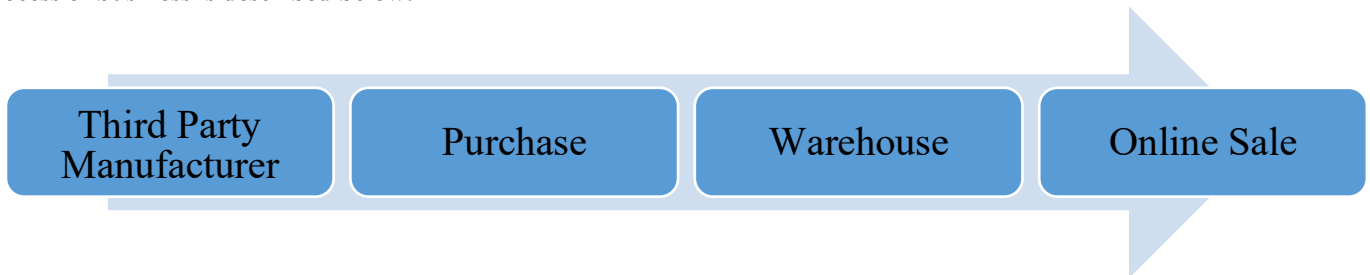 Third Party
Manufacturer
Purchase
Warehouse
Online Sale